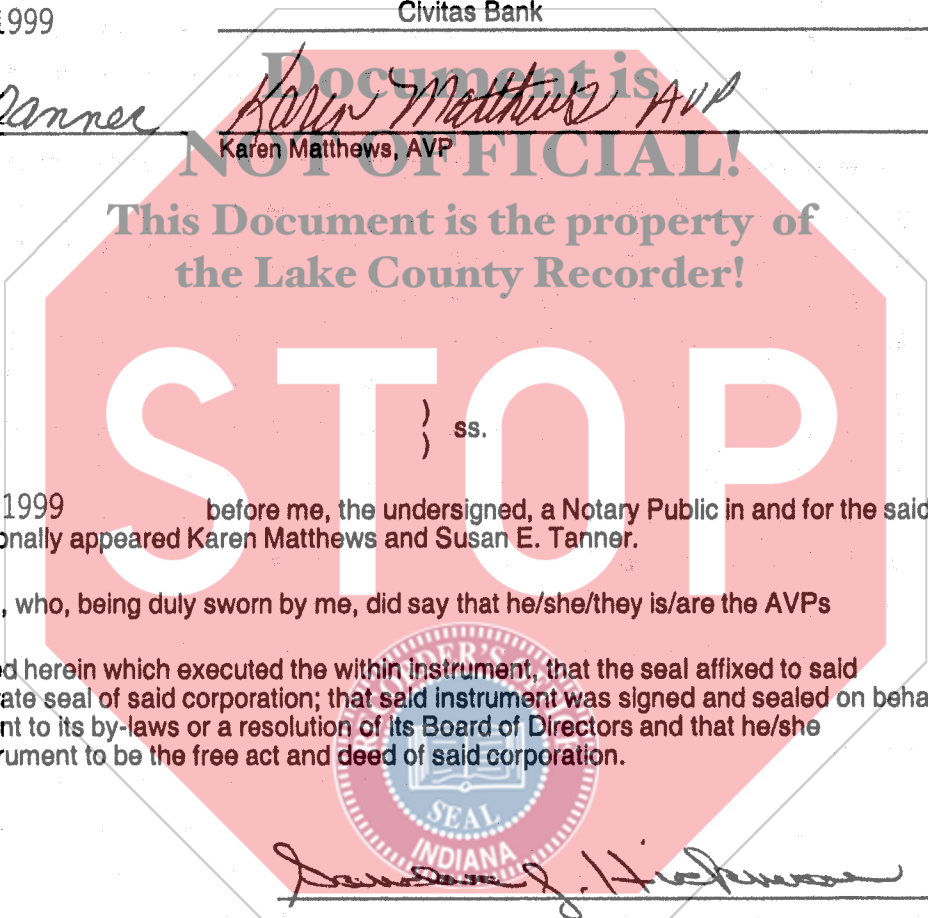 1999
Civitas Bank
Tanner Karen Matthews AVP
Karen Matthews, AVP
Document is
NOT OFFICIAL!
This Document is the property of
the Lake County Recorder!
STOP
) ss.
)
1999 before me, the undersigned, a Notary Public in and for the said
onally appeared Karen Matthews and Susan E. Tanner.
, who, being duly sworn by me, did say that he/she/they is/are the AVPs
d herein which executed the within instrument, that the seal affixed to said
ate seal of said corporation; that said instrument was signed and sealed on beha
nt to its by-laws or a resolution of its Board of Directors and that he/she
rument to be the free act and deed of said corporation.
RECORDER'S
SEAL
INDIANA
J. Hickman